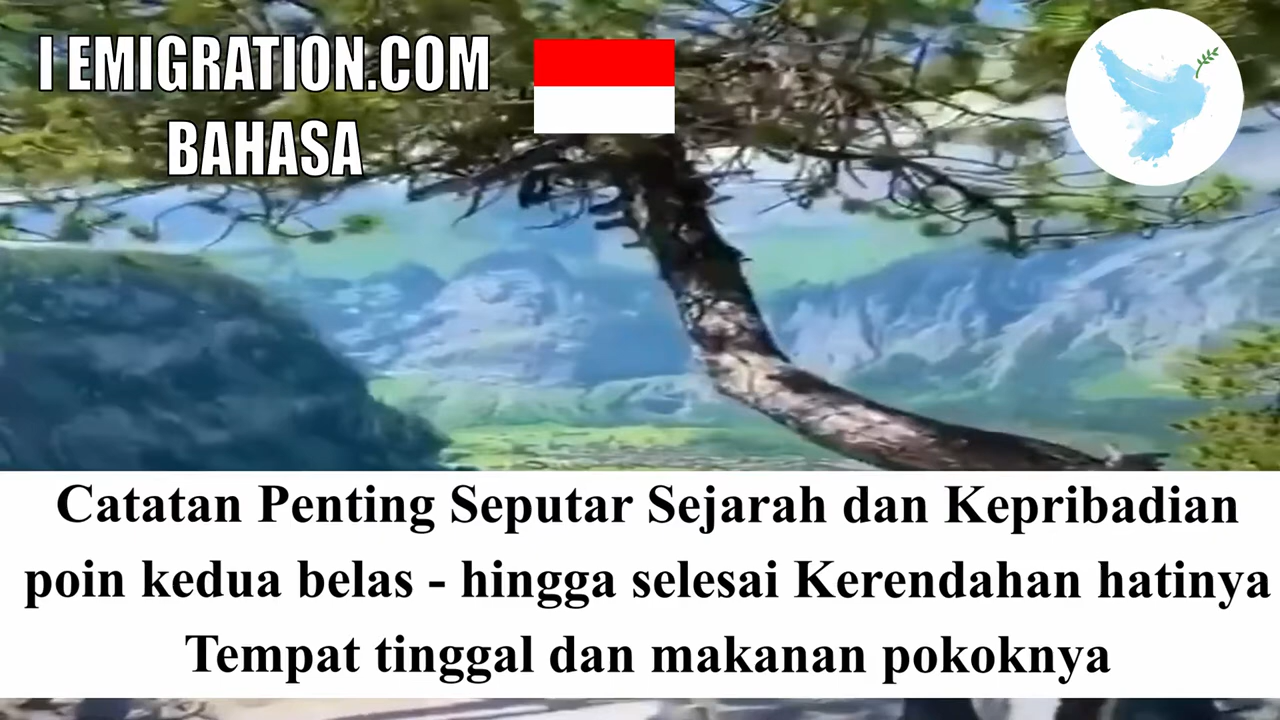 I EMIGRATION.COM
BAHASA
Catatan Penting Seputar Sejarah dan Kepribadian
poin kedua belas - hingga selesai Kerendahan hatinya
Tempat tinggal dan makanan pokoknya